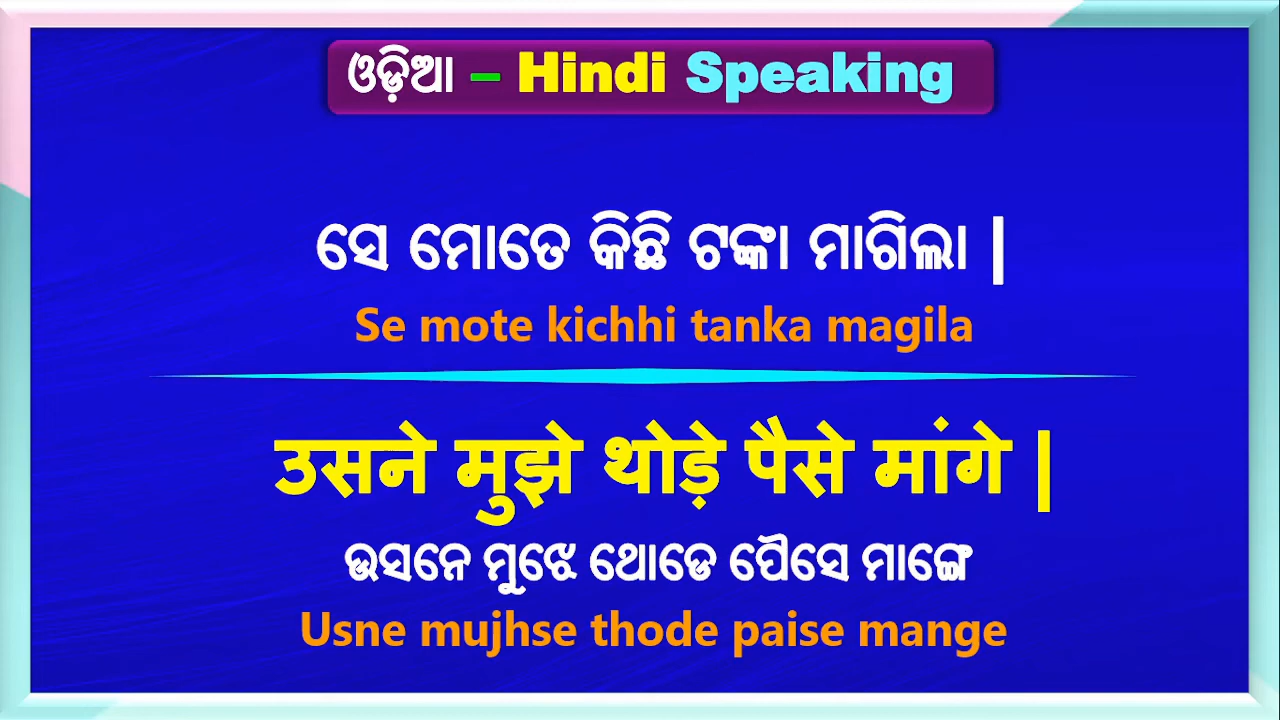 ଓଡ଼ିଆ – Hindi Speaking
ସେ ମୋତେ କିଛି ଟଙ୍କା ମାଗିଲା |
Se mote kichhi tanka magila
उसने मुझे थोड़े पैसे मांगे |
ଉସନେ ମୁଝେ ଥୋଡେ ପୈସେ ମାଙ୍ଗେ
Usne mujhse thode paise mange